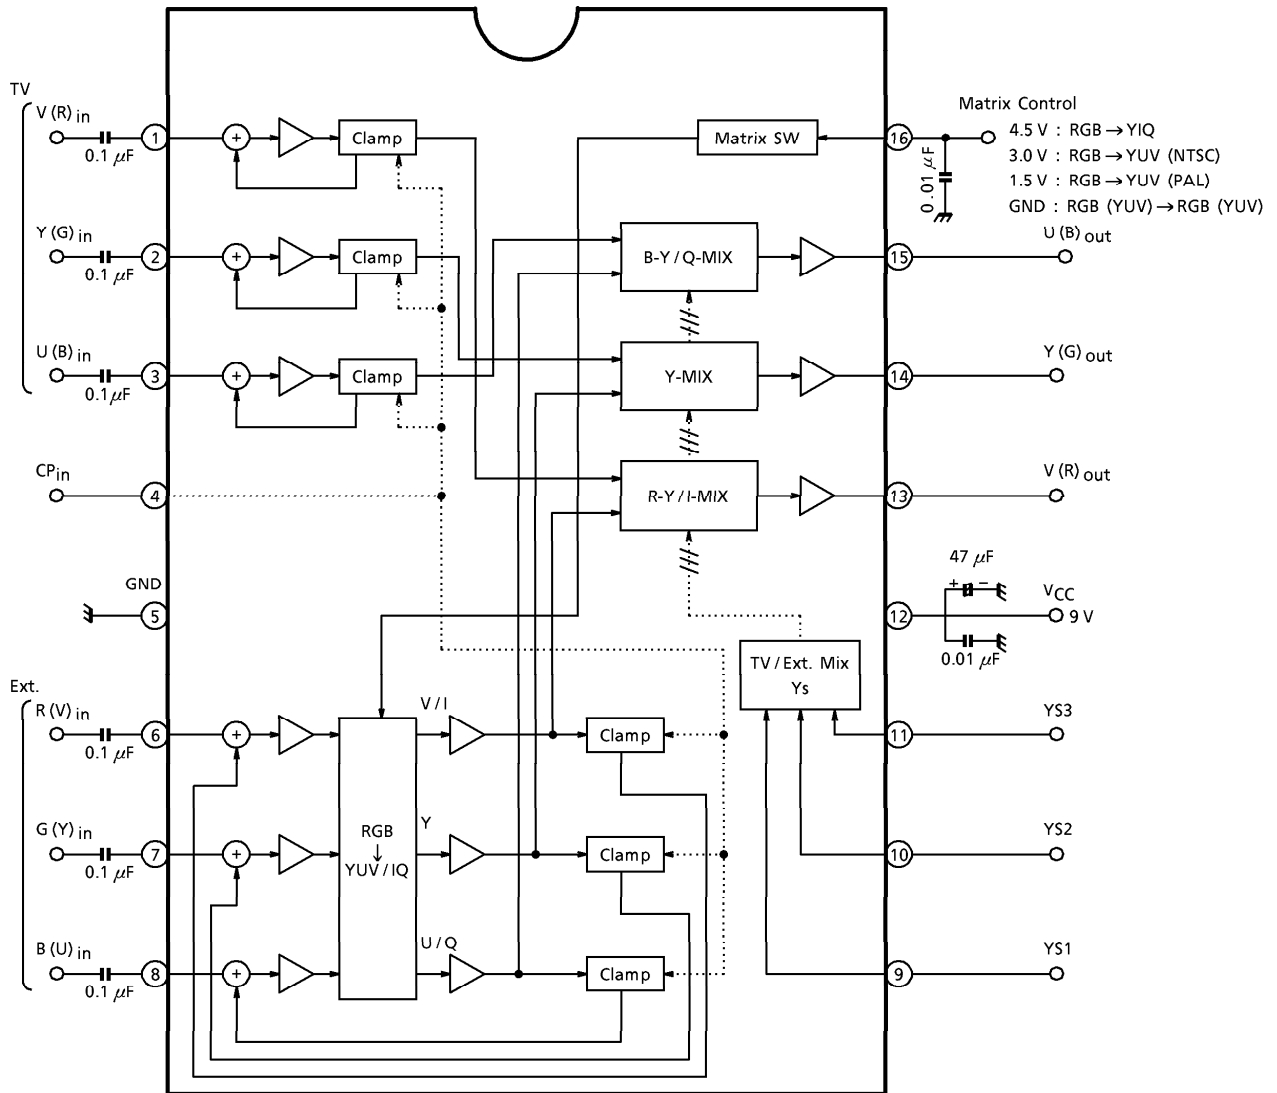 TV
V (R) in
0.1 μF
1
+
Clamp
Matrix SW
16
0.01 μF
Matrix Control
4.5 V : RGB→YIQ
3.0 V : RGB→YUV (NTSC)
1.5 V : RGB→YUV (PAL)
GND : RGB (YUV)→RGB (YUV)
Y (G) in
0.1 μF
2
+
Clamp
B-Y / Q-MIX
15
U (B) out
U (B) in
0.1 μF
3
+
Clamp
Y-MIX
14
Y (G) out
CP in
4
R-Y / I-MIX
13
V (R) out
GND
5
12
47 μF
+ −
VCC
9 V
0.01 μF
TV / Ext. Mix
Ys
Ext.
R (V) in
0.1 μF
6
+
V / I
Clamp
11
YS3
G (Y) in
0.1 μF
7
+
RGB
↓
YUV / IQ
Y
Clamp
10
YS2
B (U) in
0.1 μF
8
+
U / Q
Clamp
9
YS1